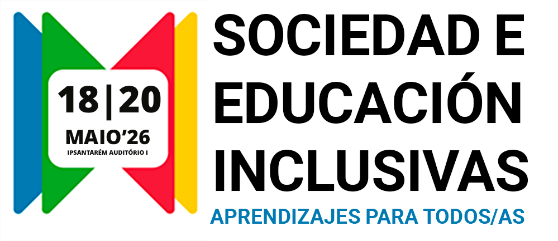 18|20
MAIO'26
IPSANTARÉM AUDITÓRIO I
SOCIEDAD E
EDUCACIÓN
INCLUSIVAS
APRENDIZAJES PARA TODOS/AS